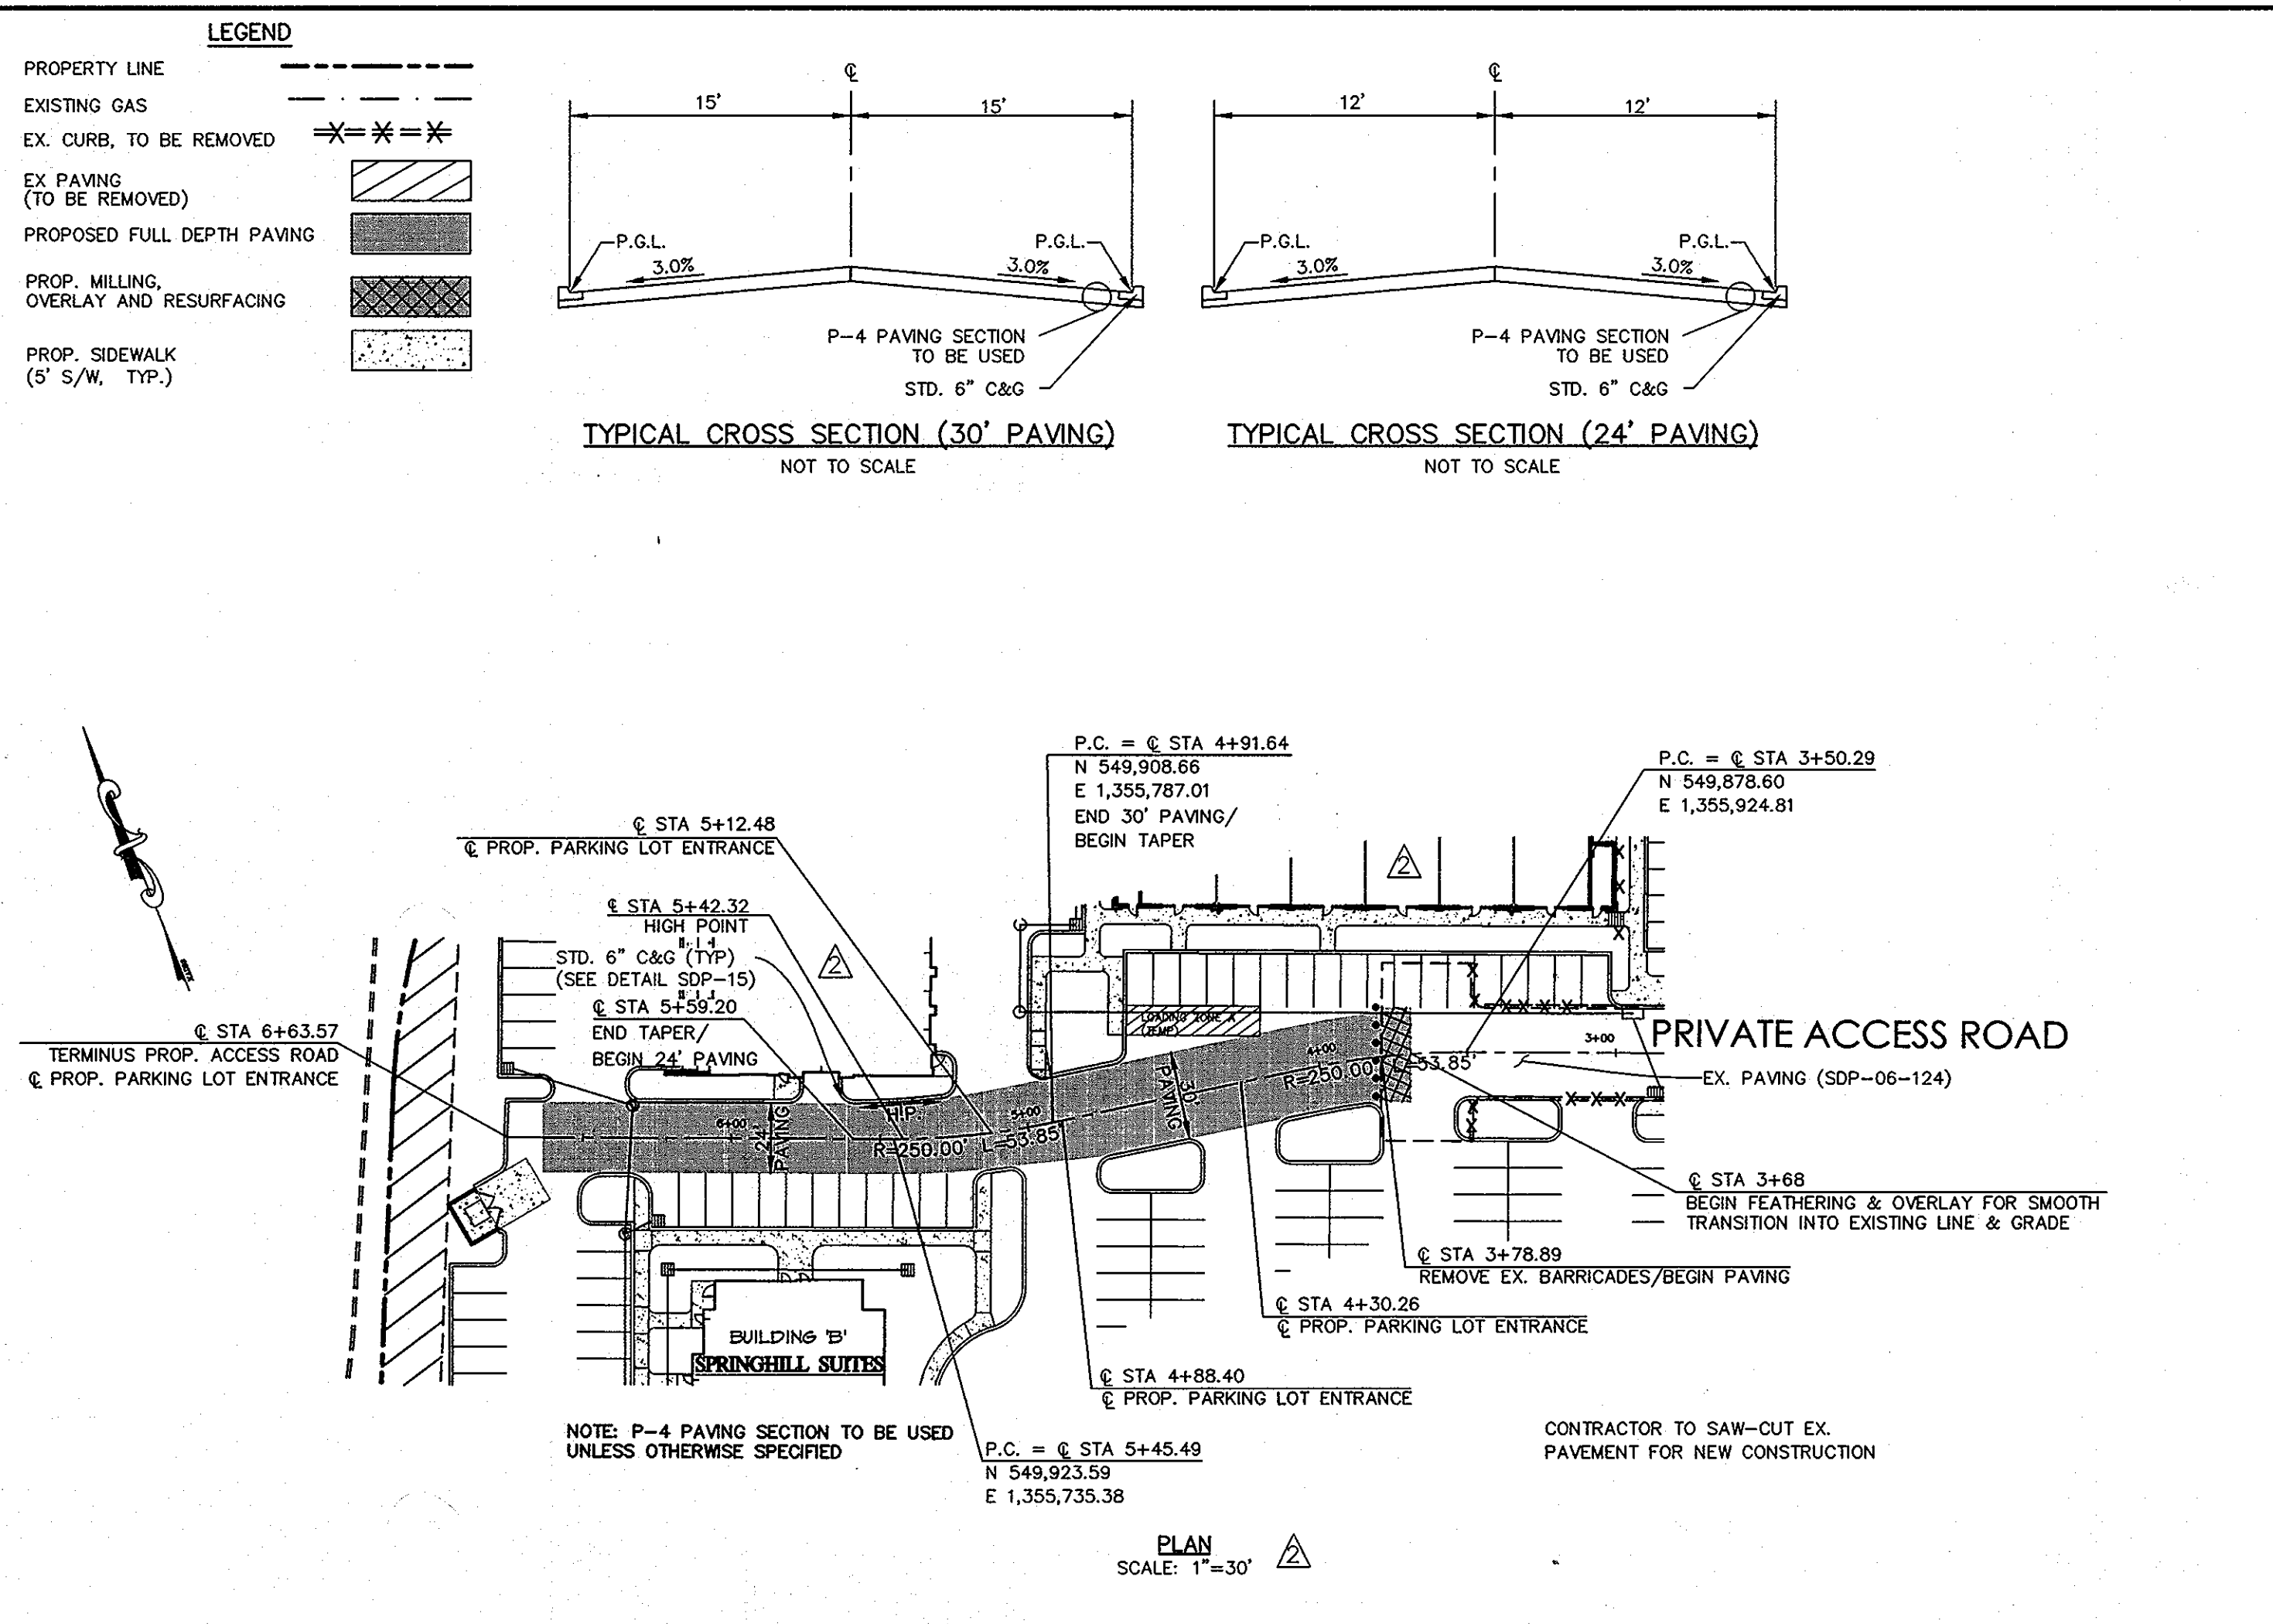 LEGEND
PROPERTY LINE
EXISTING GAS
EX. CURB, TO BE REMOVED
EX PAVING
(TO BE REMOVED)
PROPOSED FULL DEPTH PAVING
PROP. MILLING,
OVERLAY AND RESURFACING
PROP. SIDEWALK
(5' S/W, TYP.)
℄
15'
15'
P.G.L.
P.G.L.
3.0%
3.0%
P-4 PAVING SECTION
TO BE USED
STD. 6" C&G
TYPICAL CROSS SECTION (30' PAVING)
NOT TO SCALE
℄
12'
12'
P.G.L.
P.G.L.
3.0%
3.0%
P-4 PAVING SECTION
TO BE USED
STD. 6" C&G
TYPICAL CROSS SECTION (24' PAVING)
NOT TO SCALE
P.C. = ℄ STA 4+91.64
N 549,908.66
E 1,355,787.01
END 30' PAVING/
BEGIN TAPER
P.C. = ℄ STA 3+50.29
N 549,878.60
E 1,355,924.81
℄ STA 5+12.48
℄ PROP. PARKING LOT ENTRANCE
2
℄ STA 5+42.32
HIGH POINT
STD. 6" C&G (TYP)
(SEE DETAIL SDP-15)
2
℄ STA 5+59.20
END TAPER/
BEGIN 24' PAVING
℄ STA 6+63.57
TERMINUS PROP. ACCESS ROAD
℄ PROP. PARKING LOT ENTRANCE
LOADING ZONE A
(TEMP)
PRIVATE ACCESS ROAD
3+00
4+00
5+00
6+00
R=250.00'
L=53.85'
30'
PAVING
EX. PAVING (SDP-06-124)
H.P.
24'
PAVING
R=250.00'
L=53.85'
℄ STA 3+68
BEGIN FEATHERING & OVERLAY FOR SMOOTH
TRANSITION INTO EXISTING LINE & GRADE
℄ STA 3+78.89
REMOVE EX. BARRICADES/BEGIN PAVING
℄ STA 4+30.26
℄ PROP. PARKING LOT ENTRANCE
BUILDING 'B'
SPRINGHILL SUITES
℄ STA 4+88.40
℄ PROP. PARKING LOT ENTRANCE
NOTE: P-4 PAVING SECTION TO BE USED
UNLESS OTHERWISE SPECIFIED
P.C. = ℄ STA 5+45.49
N 549,923.59
E 1,355,735.38
CONTRACTOR TO SAW-CUT EX.
PAVEMENT FOR NEW CONSTRUCTION
PLAN
SCALE: 1"=30'
2